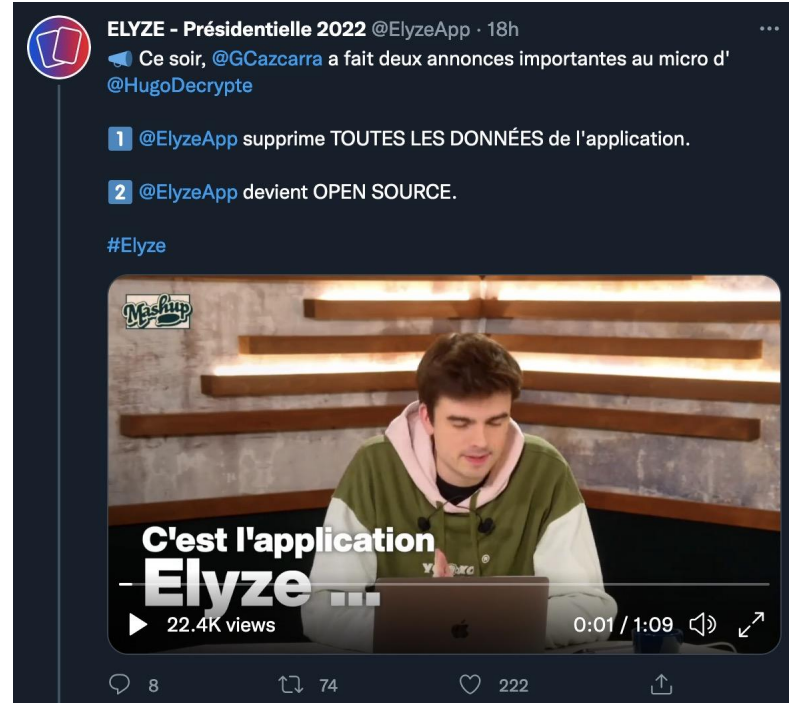 ELYZE - Présidentielle 2022 @ElyzeApp · 18h
📣 Ce soir, @GCazcarra a fait deux annonces importantes au micro d'
@HugoDecrypte
1️⃣ @ElyzeApp supprime TOUTES LES DONNÉES de l'application.
2️⃣ @ElyzeApp devient OPEN SOURCE.
#Elyze
Mashup
C'est l'application
Elyze ...
22.4K views
0:01 / 1:09
8
74
222